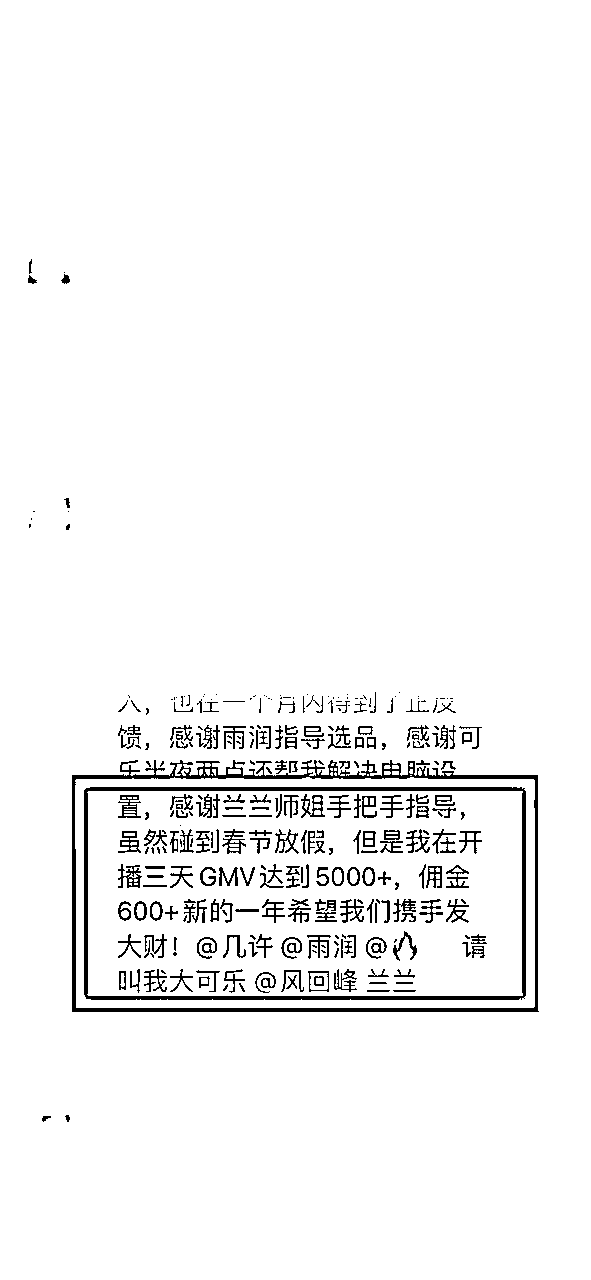 入，也在一个月内得到了正反
馈，感谢雨润指导选品，感谢可
乐半夜两点还帮我解决电脑设
置，感谢兰兰师姐手把手指导，
虽然碰到春节放假，但是我在开
播三天GMV达到5000+，佣金
600+新的一年希望我们携手发
大财！@几许 @雨润 @ 请
叫我大可乐 @风回峰 兰兰